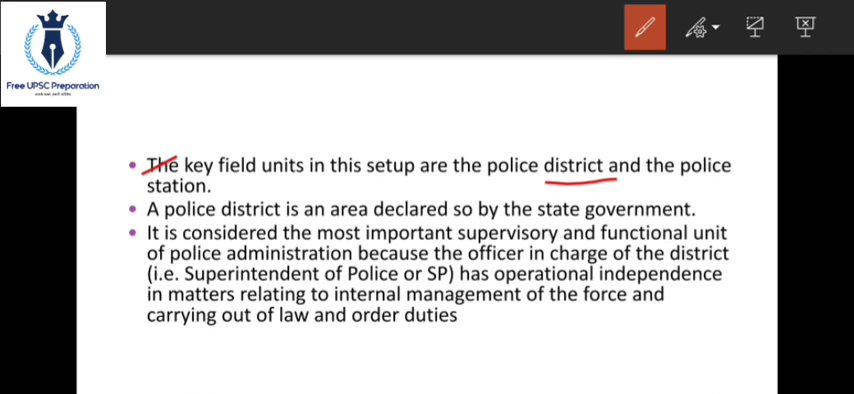 Free UPSC Preparation
The key field units in this setup are the police district and the police
station.
A police district is an area declared so by the state government.
It is considered the most important supervisory and functional unit
of police administration because the officer in charge of the district
(i.e. Superintendent of Police or SP) has operational independence
in matters relating to internal management of the force and
carrying out of law and order duties